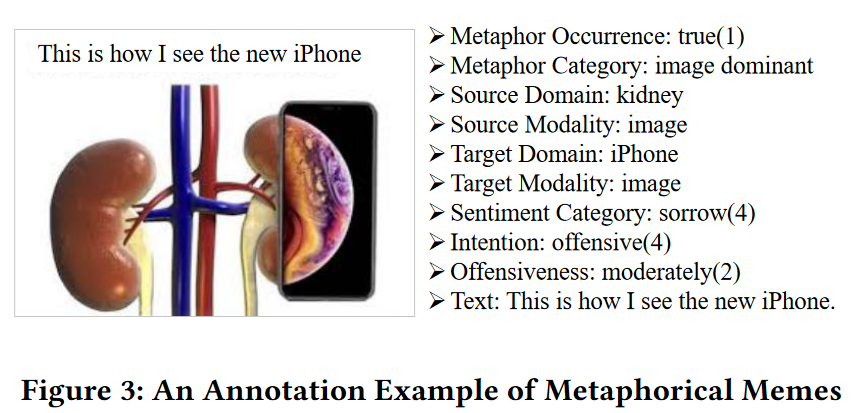 This is how I see the new iPhone
➢ Metaphor Occurrence: true(1)
➢ Metaphor Category: image dominant
➢ Source Domain: kidney
➢ Source Modality: image
➢ Target Domain: iPhone
➢ Target Modality: image
➢ Sentiment Category: sorrow(4)
➢ Intention: offensive(4)
➢ Offensiveness: moderately(2)
➢ Text: This is how I see the new iPhone.
Figure 3: An Annotation Example of Metaphorical Memes